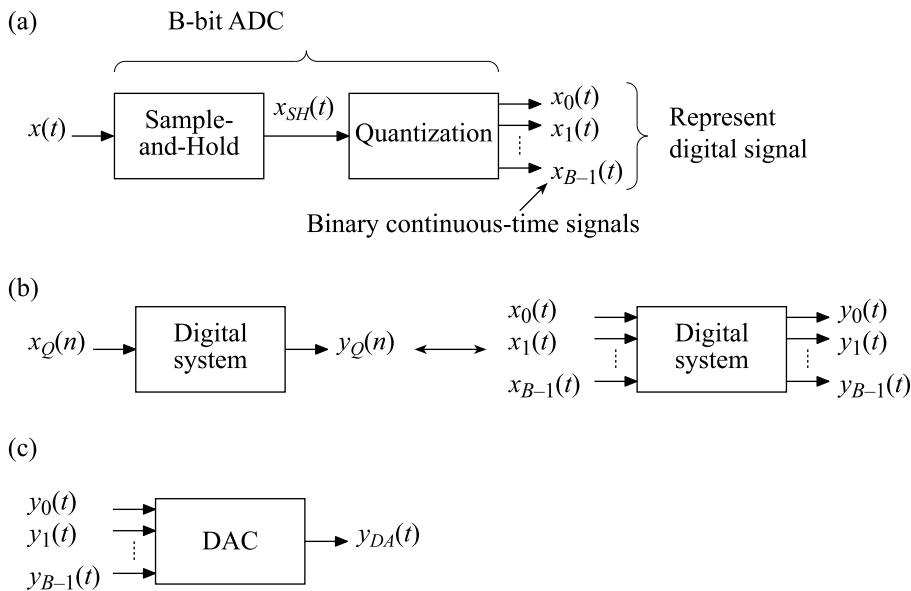 (a)
B-bit ADC
x(t)
Sample-
and-Hold
x_SH(t)
Quantization
x_0(t)
x_1(t)
x_B–1(t)
Represent
digital signal
Binary continuous-time signals
(b)
x_Q(n)
Digital
system
y_Q(n)
x_0(t)
x_1(t)
x_B–1(t)
Digital
system
y_0(t)
y_1(t)
y_B–1(t)
(c)
y_0(t)
y_1(t)
y_B–1(t)
DAC
y_DA(t)